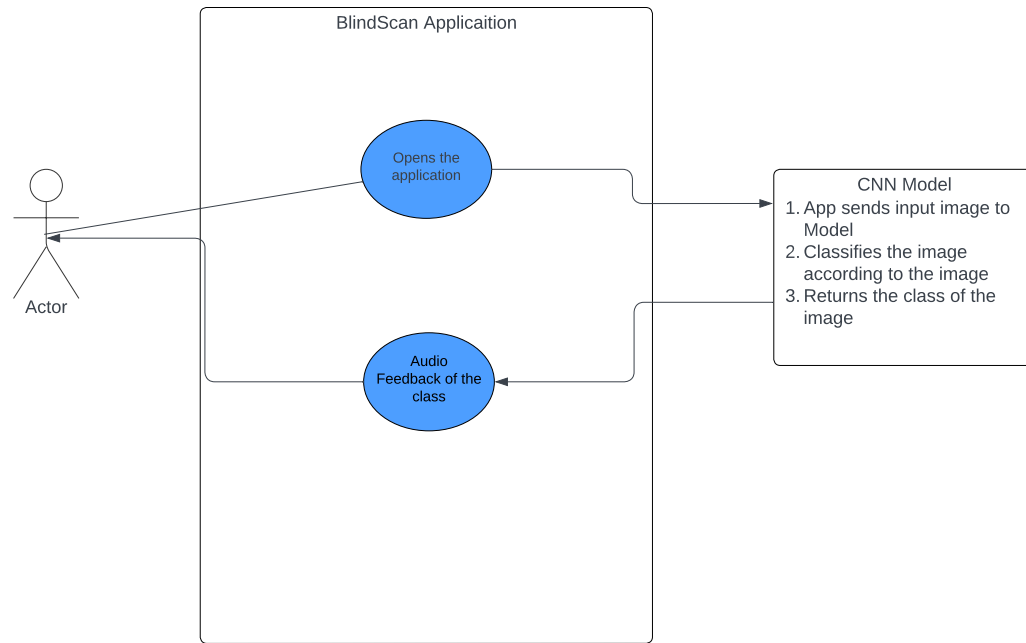 BlindScan Applicaition
Opens the
application
CNN Model
1. App sends input image to
Model
2. Classifies the image
according to the image
3. Returns the class of the
image
Actor
Audio
Feedback of the
class